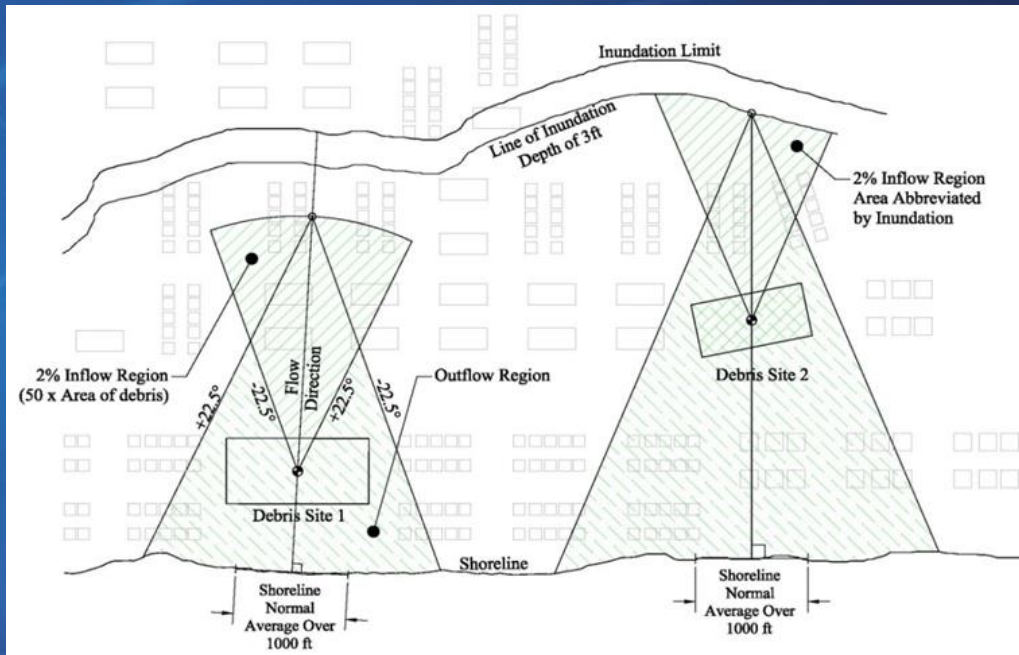 Inundation Limit
Line of Inundation
Depth of 3ft
2% Inflow Region
Area Abbreviated
by Inundation
2% Inflow Region
(50 x Area of debris)
+22.5°
-22.5°
Flow
Direction
+22.5°
-22.5°
Outflow Region
Debris Site 2
Debris Site 1
Shoreline
Shoreline
Normal
Average Over
1000 ft
Shoreline
Normal
Average Over
1000 ft